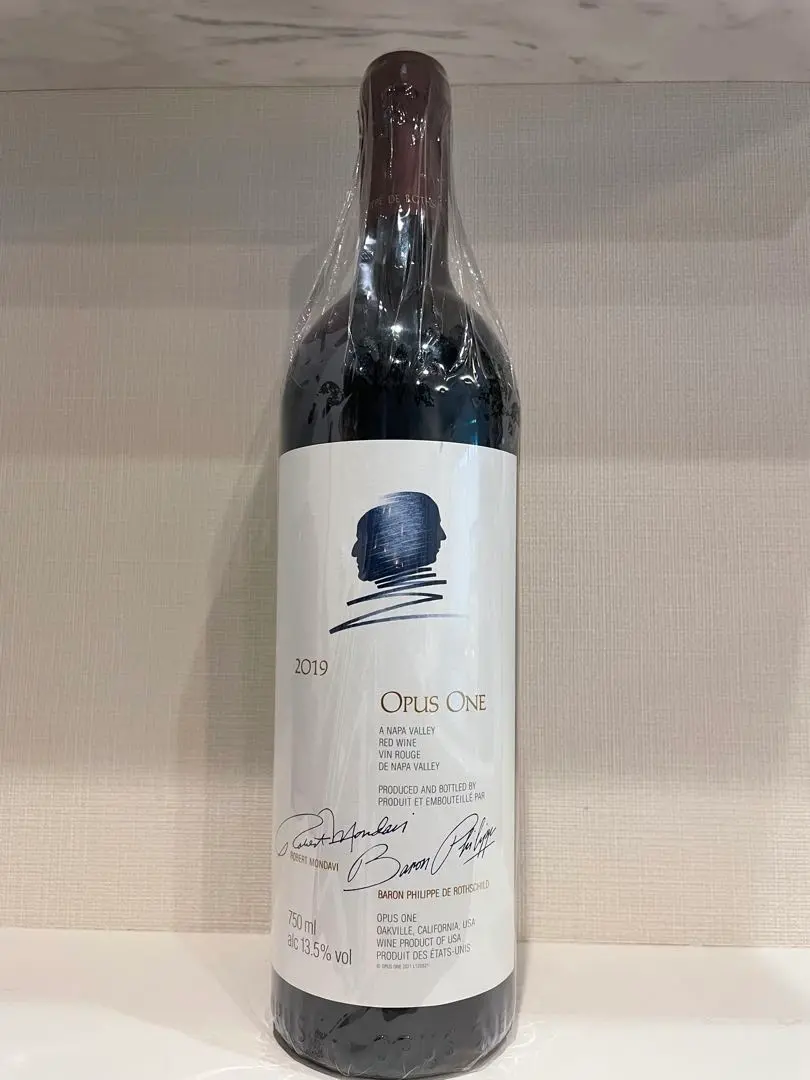 DE ROTHS
2019
OPUS ONE
A NAPA VALLEY
RED WINE
VIN ROUGE
DE NAPA VALLEY
PRODUCED AND BOTTLED BY
PRODUIT ET EMBOUTEILLÉ PAR
Robert Mondavi
ROBERT MONDAVI
Baron Philippe
BARON PHILIPPE DE ROTHSCHILD
750 ml
alc 13.5% vol
OPUS ONE
OAKVILLE, CALIFORNIA, USA
WINE PRODUCT OF USA
PRODUIT DES ÉTATS-UNIS